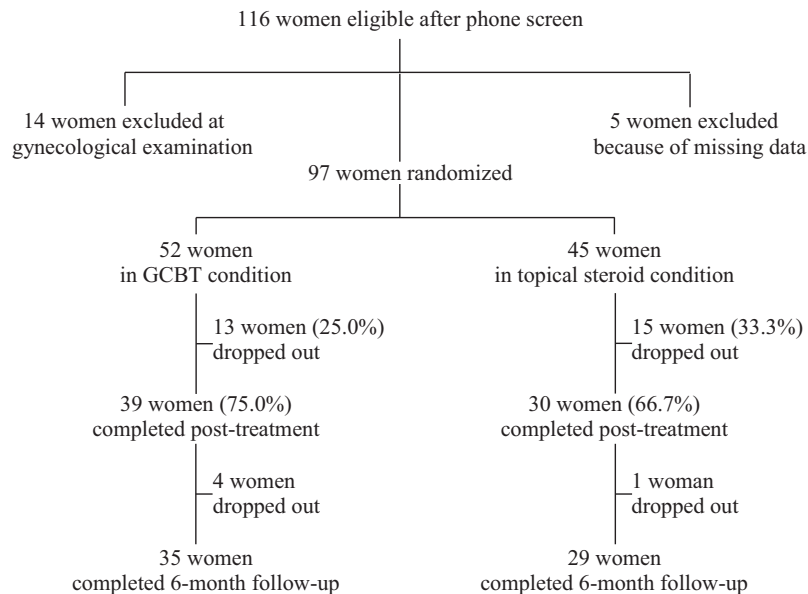 116 women eligible after phone screen
14 women excluded at
gynecological examination
5 women excluded
because of missing data
97 women randomized
52 women
in GCBT condition
45 women
in topical steroid condition
13 women (25.0%)
dropped out
15 women (33.3%)
dropped out
39 women (75.0%)
completed post-treatment
30 women (66.7%)
completed post-treatment
4 women
dropped out
1 woman
dropped out
35 women
completed 6-month follow-up
29 women
completed 6-month follow-up